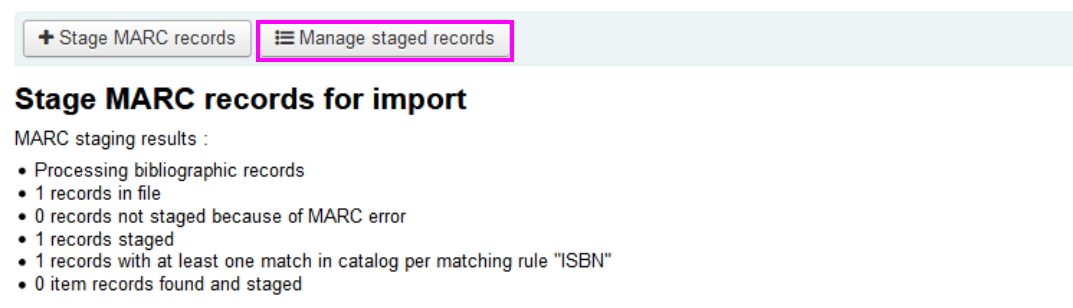 Stage MARC records Manage staged records
Stage MARC records for import
MARC staging results :
• Processing bibliographic records
• 1 records in file
• 0 records not staged because of MARC error
• 1 records staged
• 1 records with at least one match in catalog per matching rule "ISBN"
• 0 item records found and staged